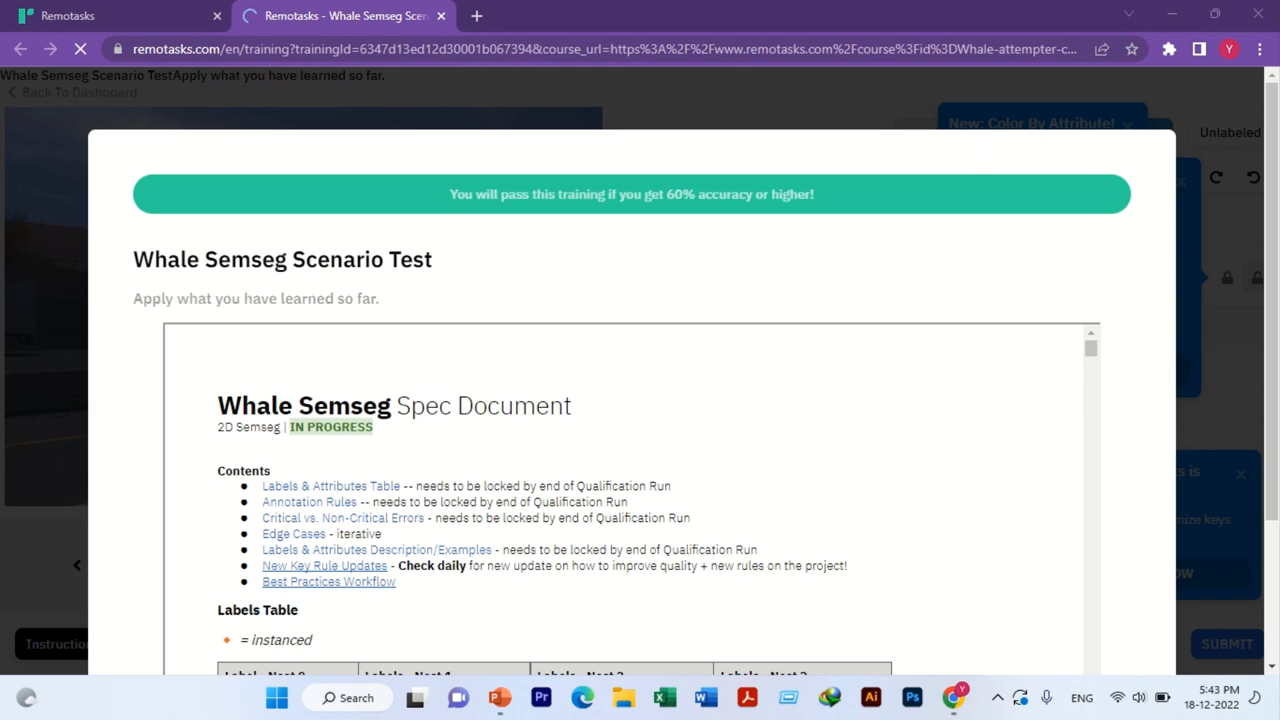 Remotasks
Remotasks - Whale Semseg Scen
remotasks.com/en/training?trainingId=6347d13ed12d30001b067394&course_url=https%3A%2F%2Fwww.remotasks.com%2Fcourse%3Fid%3DWhale-attempter-c...
Y
Whale Semseg Scenario TestApply what you have learned so far.
Back To Dashboard
New: Color By Attribute!
Unlabeled
You will pass this training if you get 60% accuracy or higher!
Whale Semseg Scenario Test
Apply what you have learned so far.
Whale Semseg Spec Document
2D Semseg | IN PROGRESS
Contents
● Labels & Attributes Table -- needs to be locked by end of Qualification Run
● Annotation Rules -- needs to be locked by end of Qualification Run
● Critical vs. Non-Critical Errors - needs to be locked by end of Qualification Run
● Edge Cases - iterative
● Labels & Attributes Description/Examples - needs to be locked by end of Qualification Run
● New Key Rule Updates - Check daily for new update on how to improve quality + new rules on the project!
● Best Practices Workflow
Labels Table
🔸 = instanced
s is
mize keys
OW
Instruction
SUBMIT
Search
ENG
5:43 PM
18-12-2022